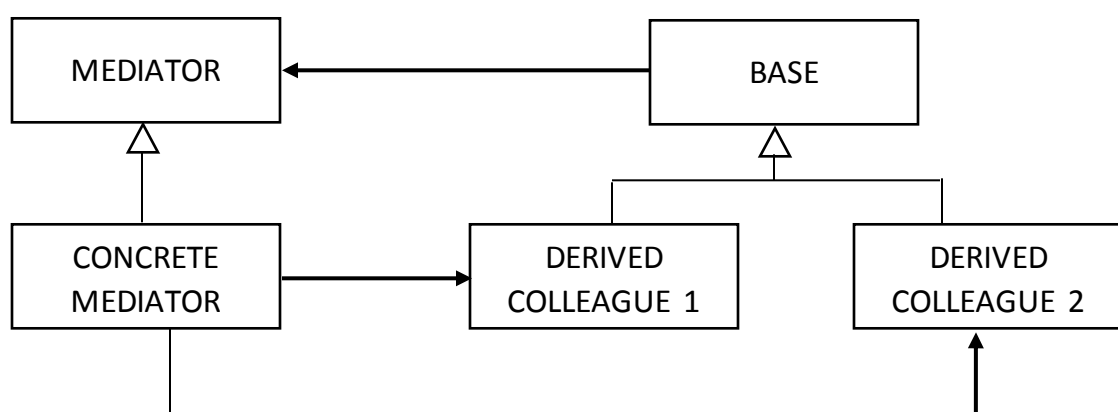 MEDIATOR
BASE
CONCRETE
MEDIATOR
DERIVED
COLLEAGUE 1
DERIVED
COLLEAGUE 2